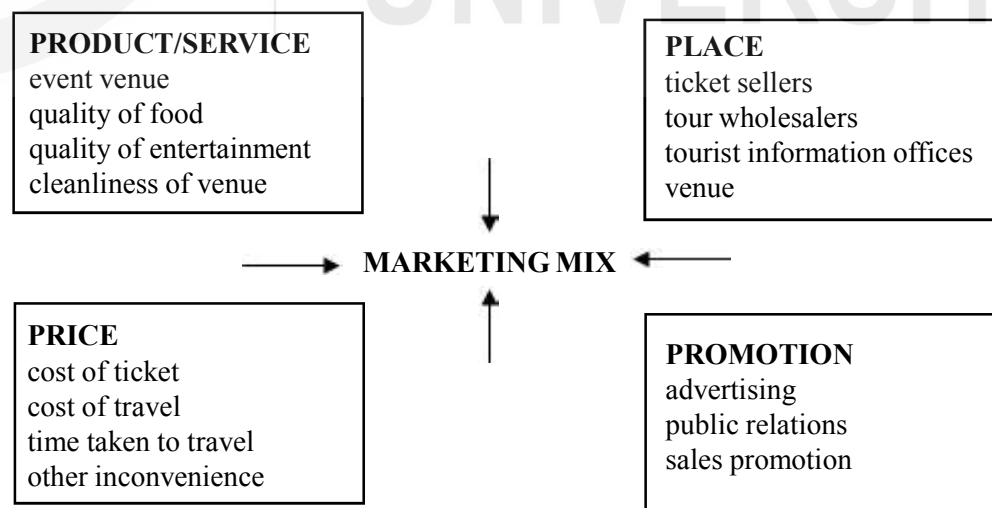 UNIVERSIT
PRODUCT/SERVICE
event venue
quality of food
quality of entertainment
cleanliness of venue
PLACE
ticket sellers
tour wholesalers
tourist information offices
venue
MARKETING MIX
PRICE
cost of ticket
cost of travel
time taken to travel
other inconvenience
PROMOTION
advertising
public relations
sales promotion